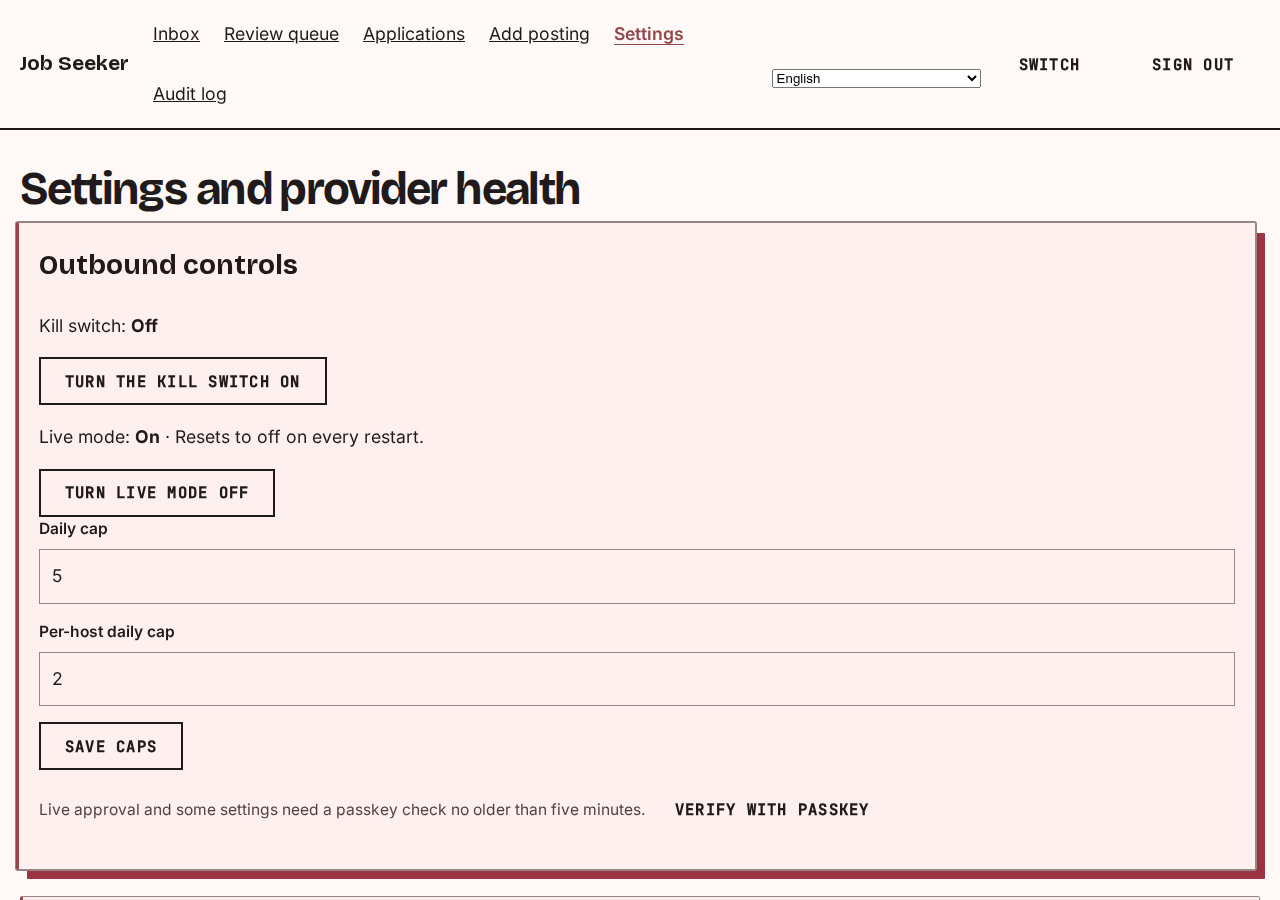 Job Seeker
Inbox Review queue Applications Add posting Settings
Audit log
English
SWITCH
SIGN OUT
Settings and provider health
Outbound controls
Kill switch: Off
TURN THE KILL SWITCH ON
Live mode: On · Resets to off on every restart.
TURN LIVE MODE OFF
Daily cap
5
Per-host daily cap
2
SAVE CAPS
Live approval and some settings need a passkey check no older than five minutes. VERIFY WITH PASSKEY